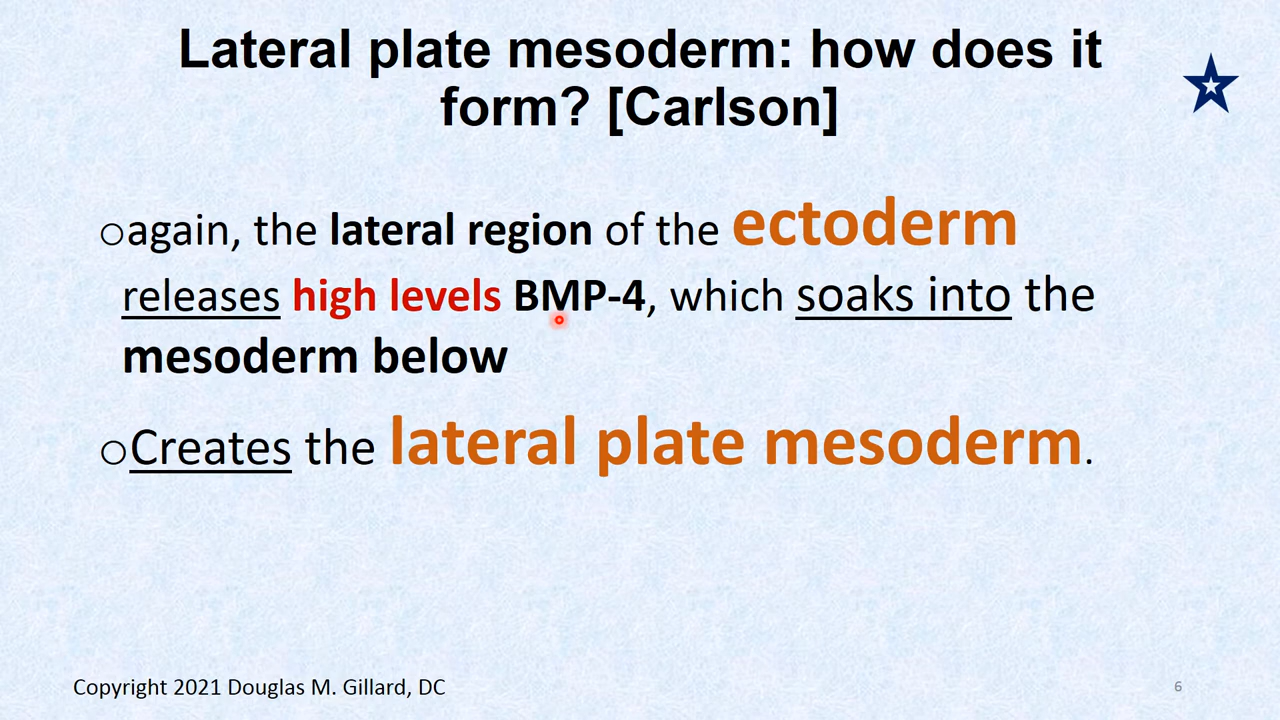 Lateral plate mesoderm: how does it
form? [Carlson]
○again, the lateral region of the ectoderm
releases high levels BMP-4, which soaks into the
mesoderm below
○Creates the lateral plate mesoderm.
Copyright 2021 Douglas M. Gillard, DC
6